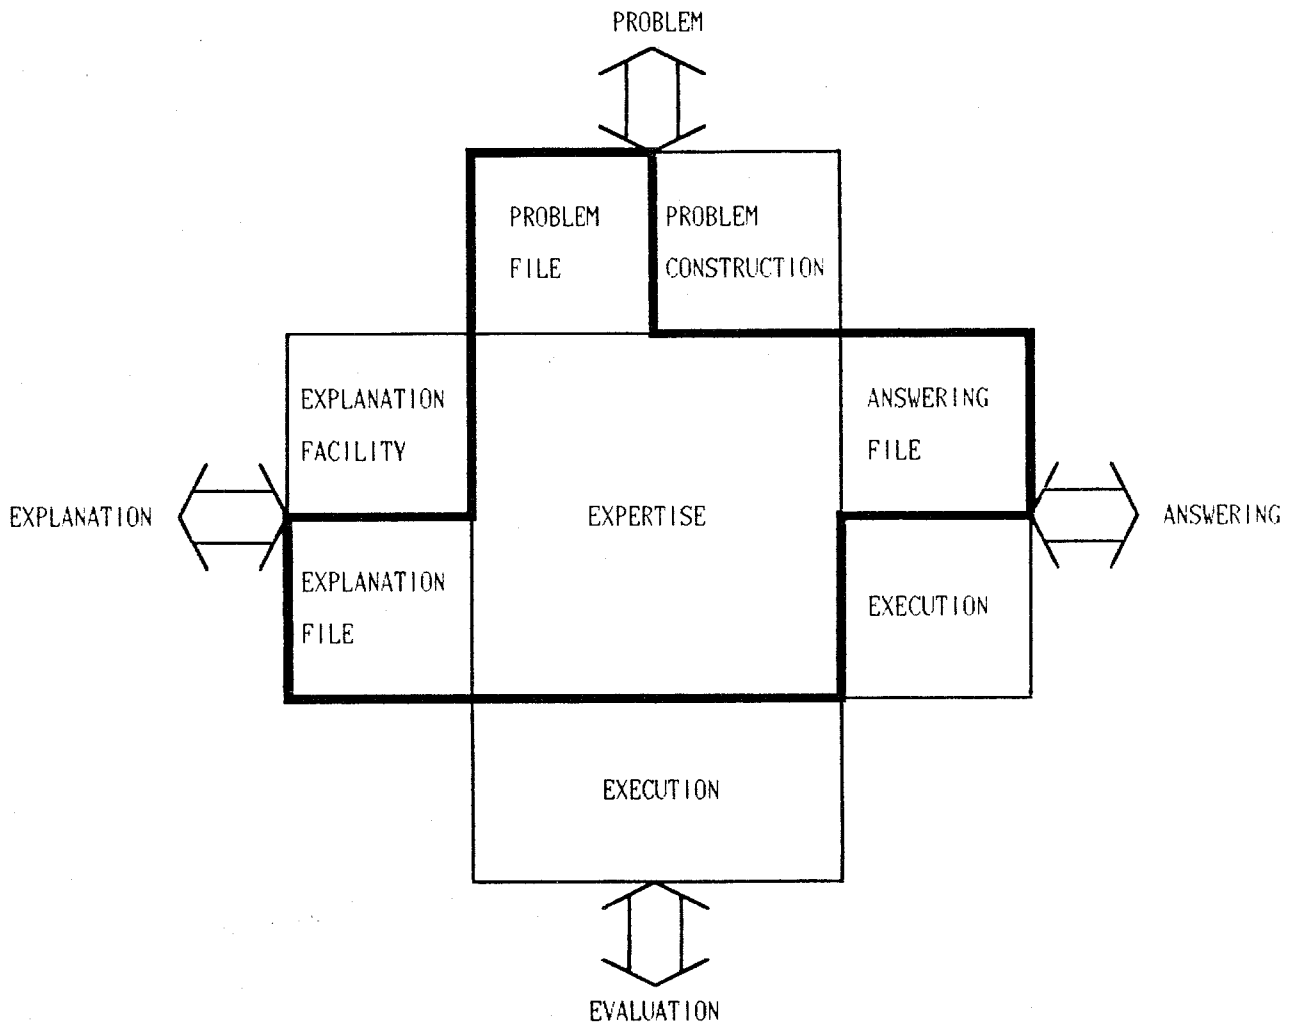 PROBLEM
PROBLEM
FILE
PROBLEM
CONSTRUCTION
EXPLANATION
FACILITY
ANSWERING
FILE
EXPLANATION
EXPERTISE
ANSWERING
EXPLANATION
FILE
EXECUTION
EXECUTION
EVALUATION